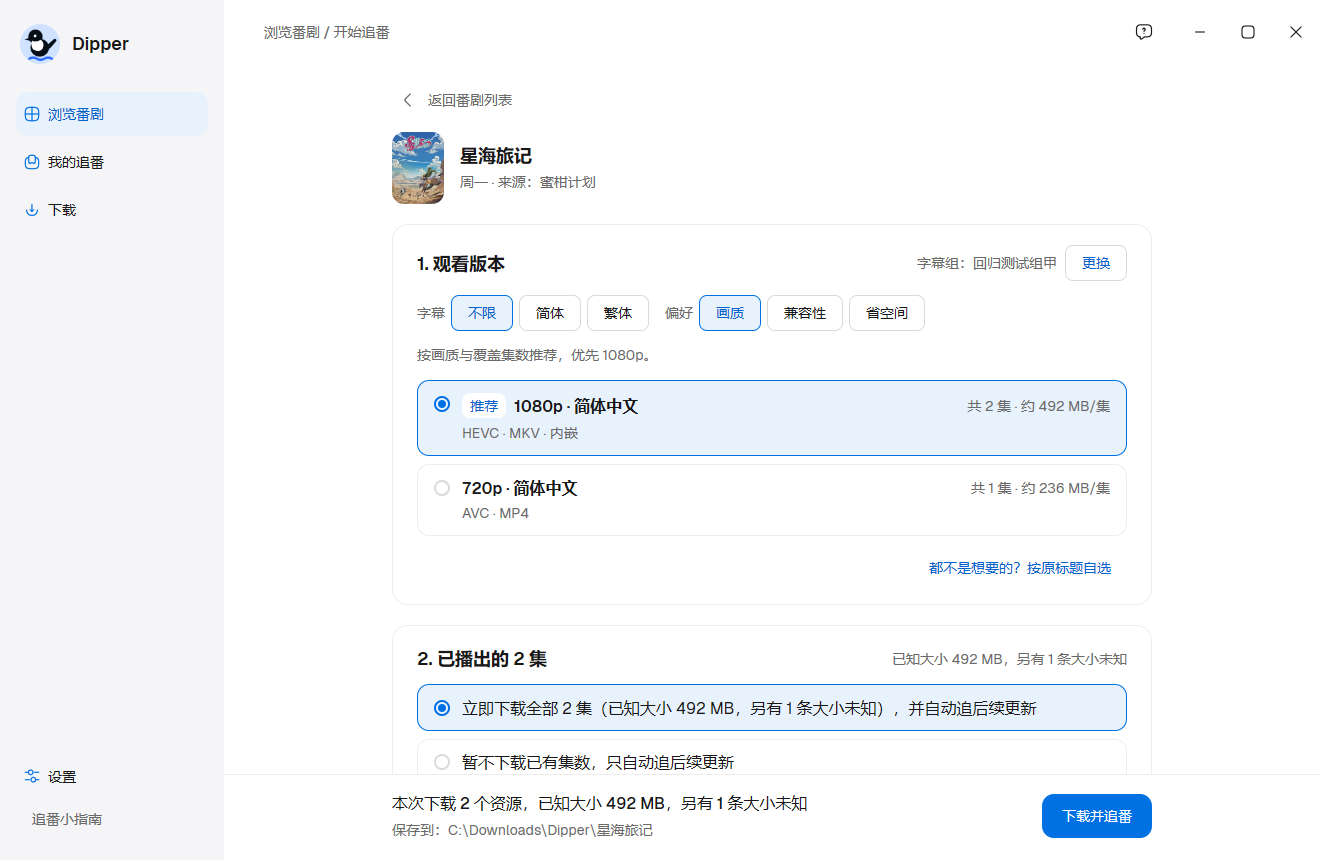 Dipper
浏览番剧 / 开始追番
浏览番剧
我的追番
下载
设置
追番小指南
返回番剧列表
星海旅记
周一 · 来源：蜜柑计划
1. 观看版本
字幕组：回归测试组甲
更换
字幕 不限 简体 繁体 偏好 画质 兼容性 省空间
按画质与覆盖集数推荐，优先 1080p。
推荐 1080p · 简体中文
共 2 集 · 约 492 MB/集
HEVC · MKV · 内嵌
720p · 简体中文
共 1 集 · 约 236 MB/集
AVC · MP4
都不是想要的？按原标题自选
2. 已播出的 2 集
已知大小 492 MB，另有 1 条大小未知
立即下载全部 2 集（已知大小 492 MB，另有 1 条大小未知），并自动追后续更新
暂不下载已有集数，只自动追后续更新
本次下载 2 个资源，已知大小 492 MB，另有 1 条大小未知
保存到：C:\Downloads\Dipper\星海旅记
下载并追番